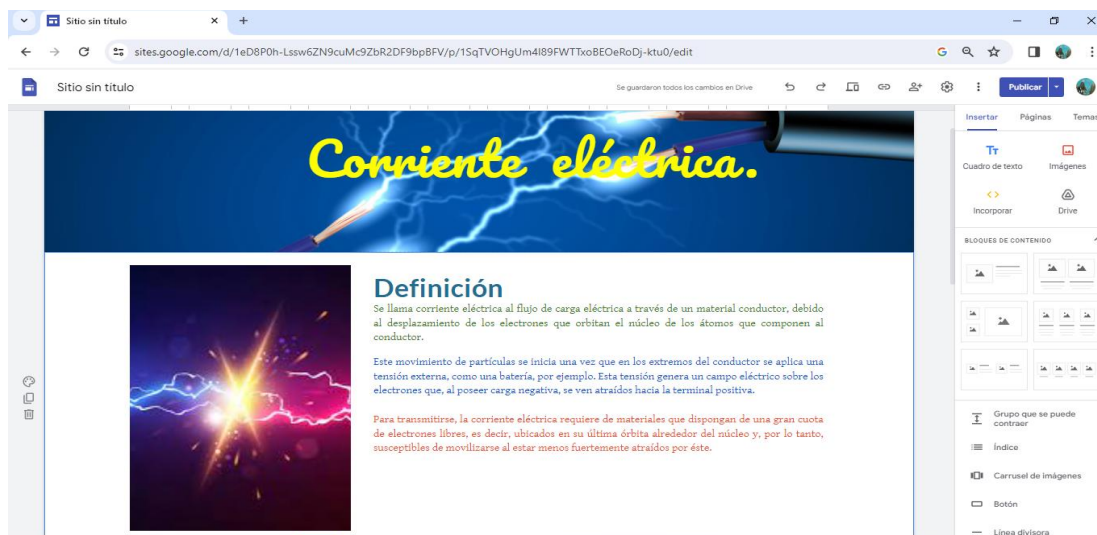 Sitio sin título
sites.google.com/d/1eD8P0h-Lssw6ZN9cuMc9ZbR2DF9bpBFV/p/1SqTVOHgUm4I89FWTTxoBEOeRoDj-ktu0/edit
Sitio sin título
Se guardaron todos los cambios en Drive
Publicar
Insertar Páginas Temas
Cuadro de texto Imágenes
Incorporar Drive
BLOQUES DE CONTENIDO
Corriente eléctrica.
Definición
Se llama corriente eléctrica al flujo de carga eléctrica a través de un material conductor, debido
al desplazamiento de los electrones que orbitan el núcleo de los átomos que componen al
conductor.
Este movimiento de partículas se inicia una vez que en los extremos del conductor se aplica una
tensión externa, como una batería, por ejemplo. Esta tensión genera un campo eléctrico sobre los
electrones que, al poseer carga negativa, se ven atraídos hacia la terminal positiva.
Para transmitirse, la corriente eléctrica requiere de materiales que dispongan de una gran cuota
de electrones libres, es decir, ubicados en su última órbita alrededor del núcleo y, por lo tanto,
susceptibles de movilizarse al estar menos fuertemente atraídos por éste.
Grupo que se puede
contraer
Índice
Carrusel de imágenes
Botón
Línea divisora